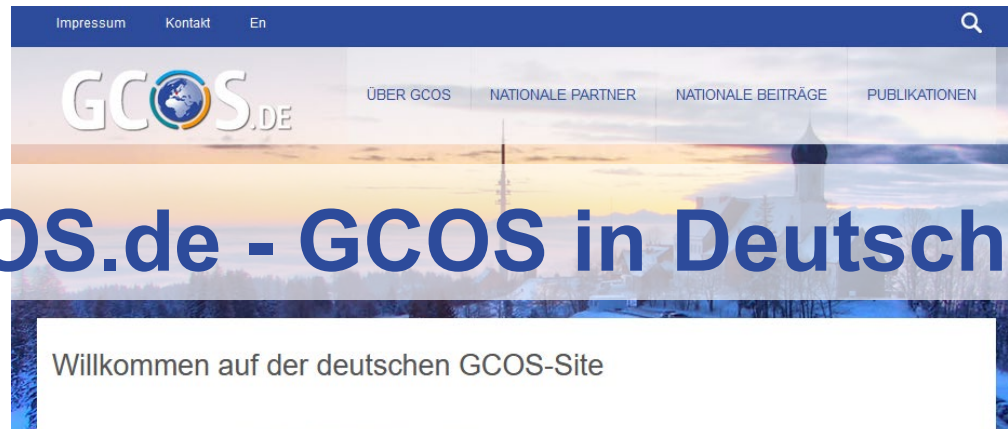 Impressum Kontakt En
GCOS.DE
ÜBER GCOS NATIONALE PARTNER NATIONALE BEITRÄGE PUBLIKATIONEN
OS.de - GCOS in Deutsch
Willkommen auf der deutschen GCOS-Site